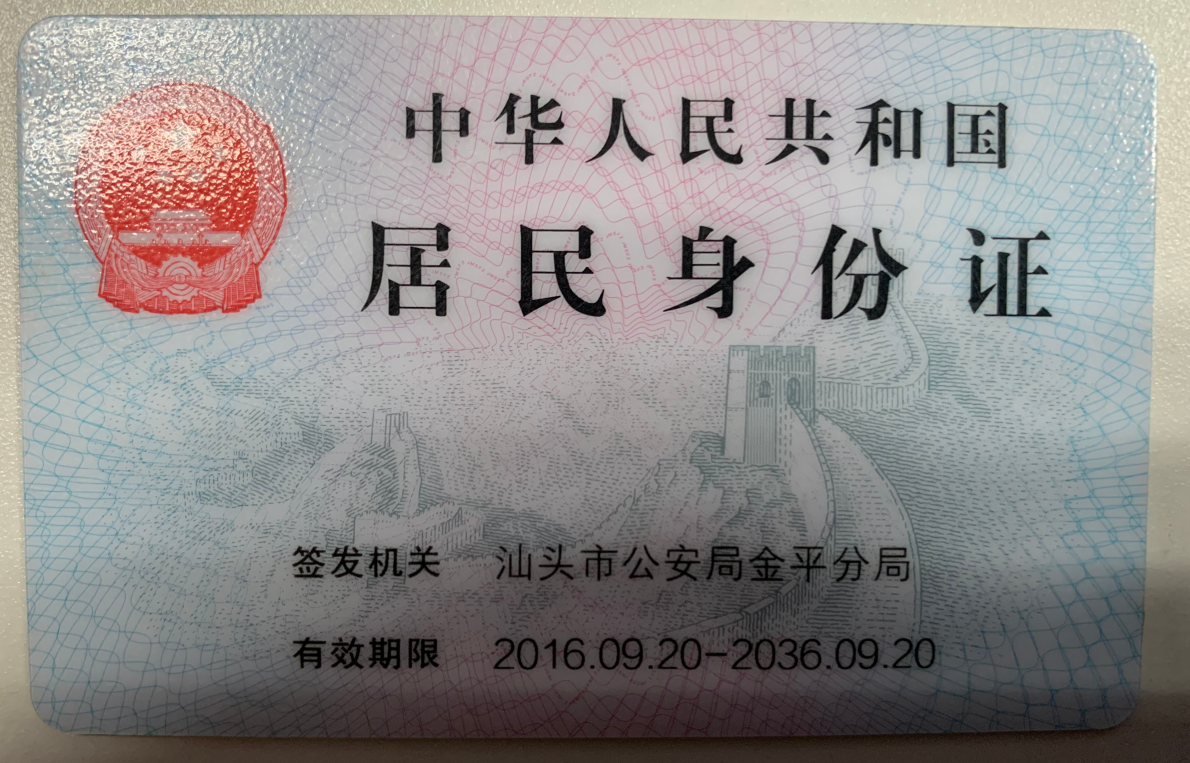 中华人民共和国
居民身份证
签发机关 汕头市公安局金平分局
有效期限 2016.09.20-2036.09.20